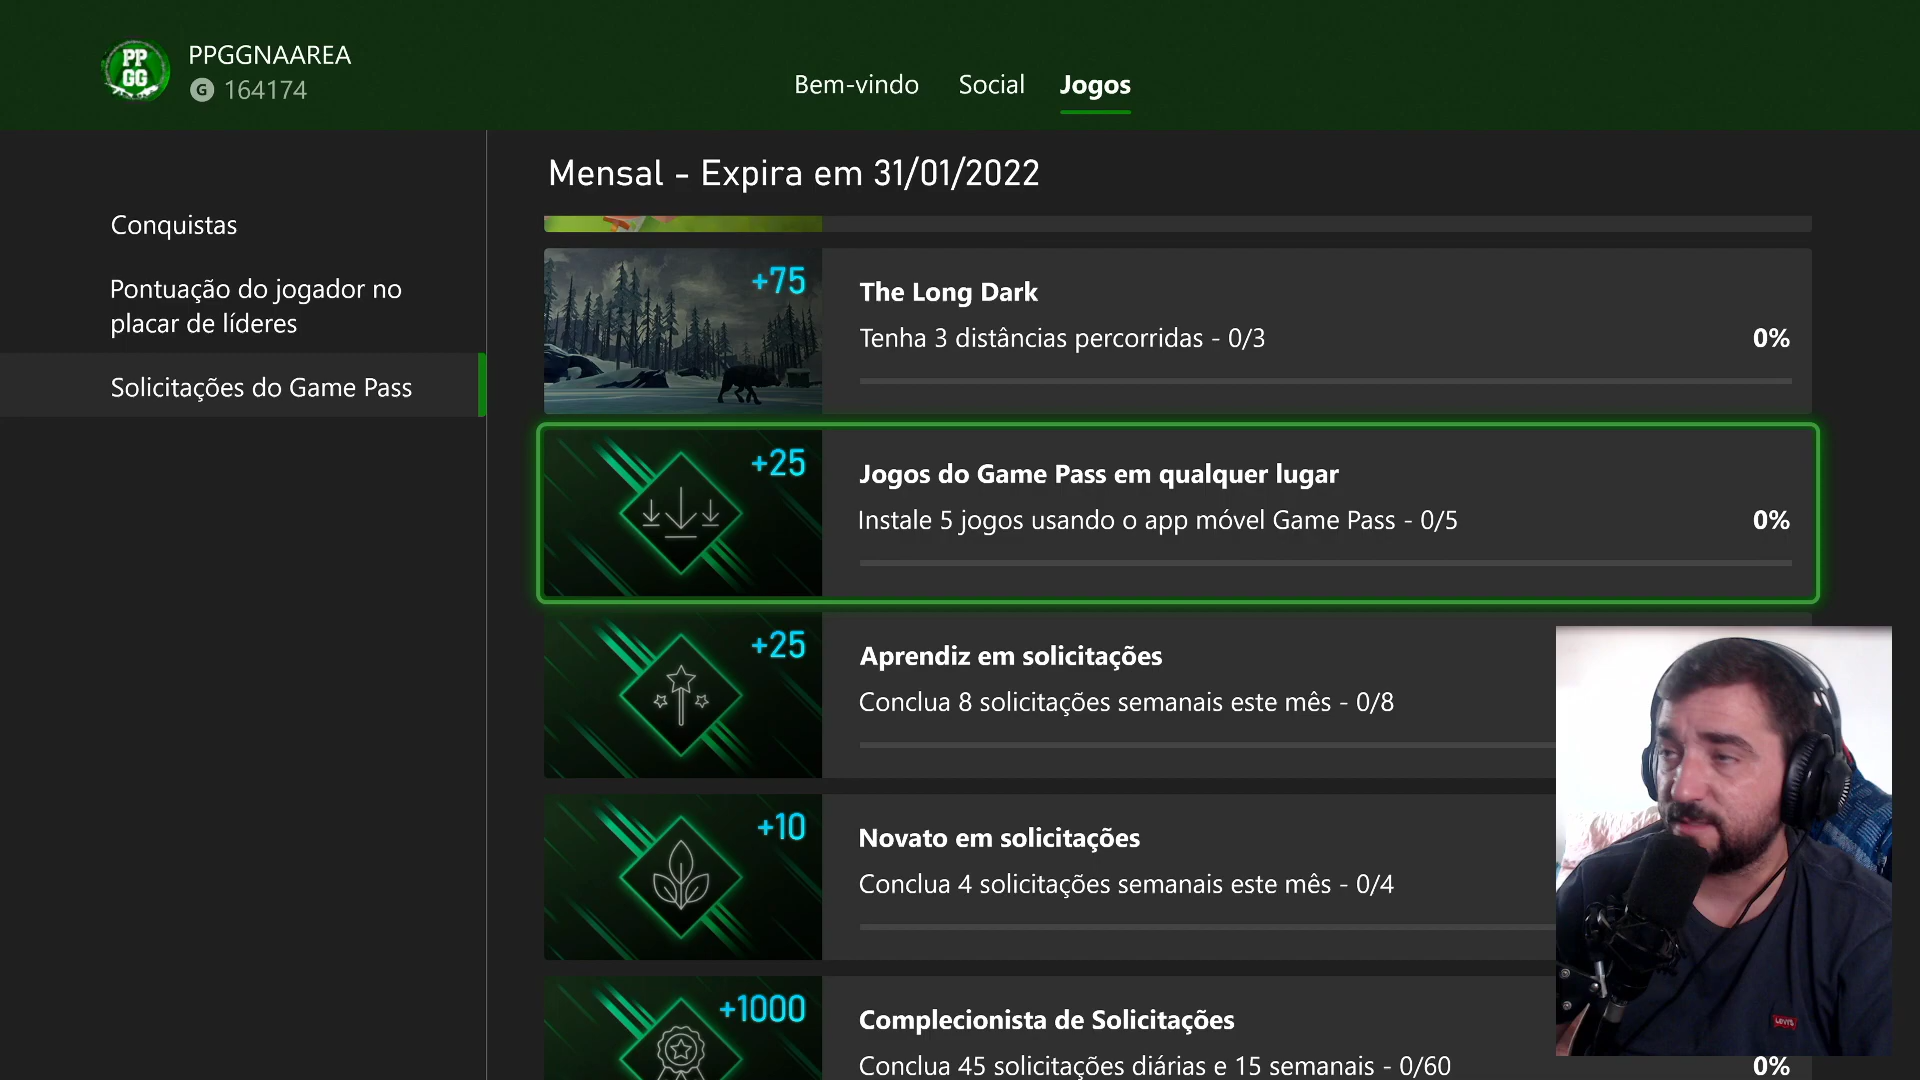 PP
GG
PPGGNAAREA
G 164174
Bem-vindo Social Jogos
Conquistas
Pontuação do jogador no
placar de líderes
Solicitações do Game Pass
Mensal - Expira em 31/01/2022
+75
The Long Dark
Tenha 3 distâncias percorridas - 0/3
0%
+25
Jogos do Game Pass em qualquer lugar
Instale 5 jogos usando o app móvel Game Pass - 0/5
0%
+25
Aprendiz em solicitações
Conclua 8 solicitações semanais este mês - 0/8
+10
Novato em solicitações
Conclua 4 solicitações semanais este mês - 0/4
+1000
Complecionista de Solicitações
Conclua 45 solicitações diárias e 15 semanais - 0/60
0%
Levi's